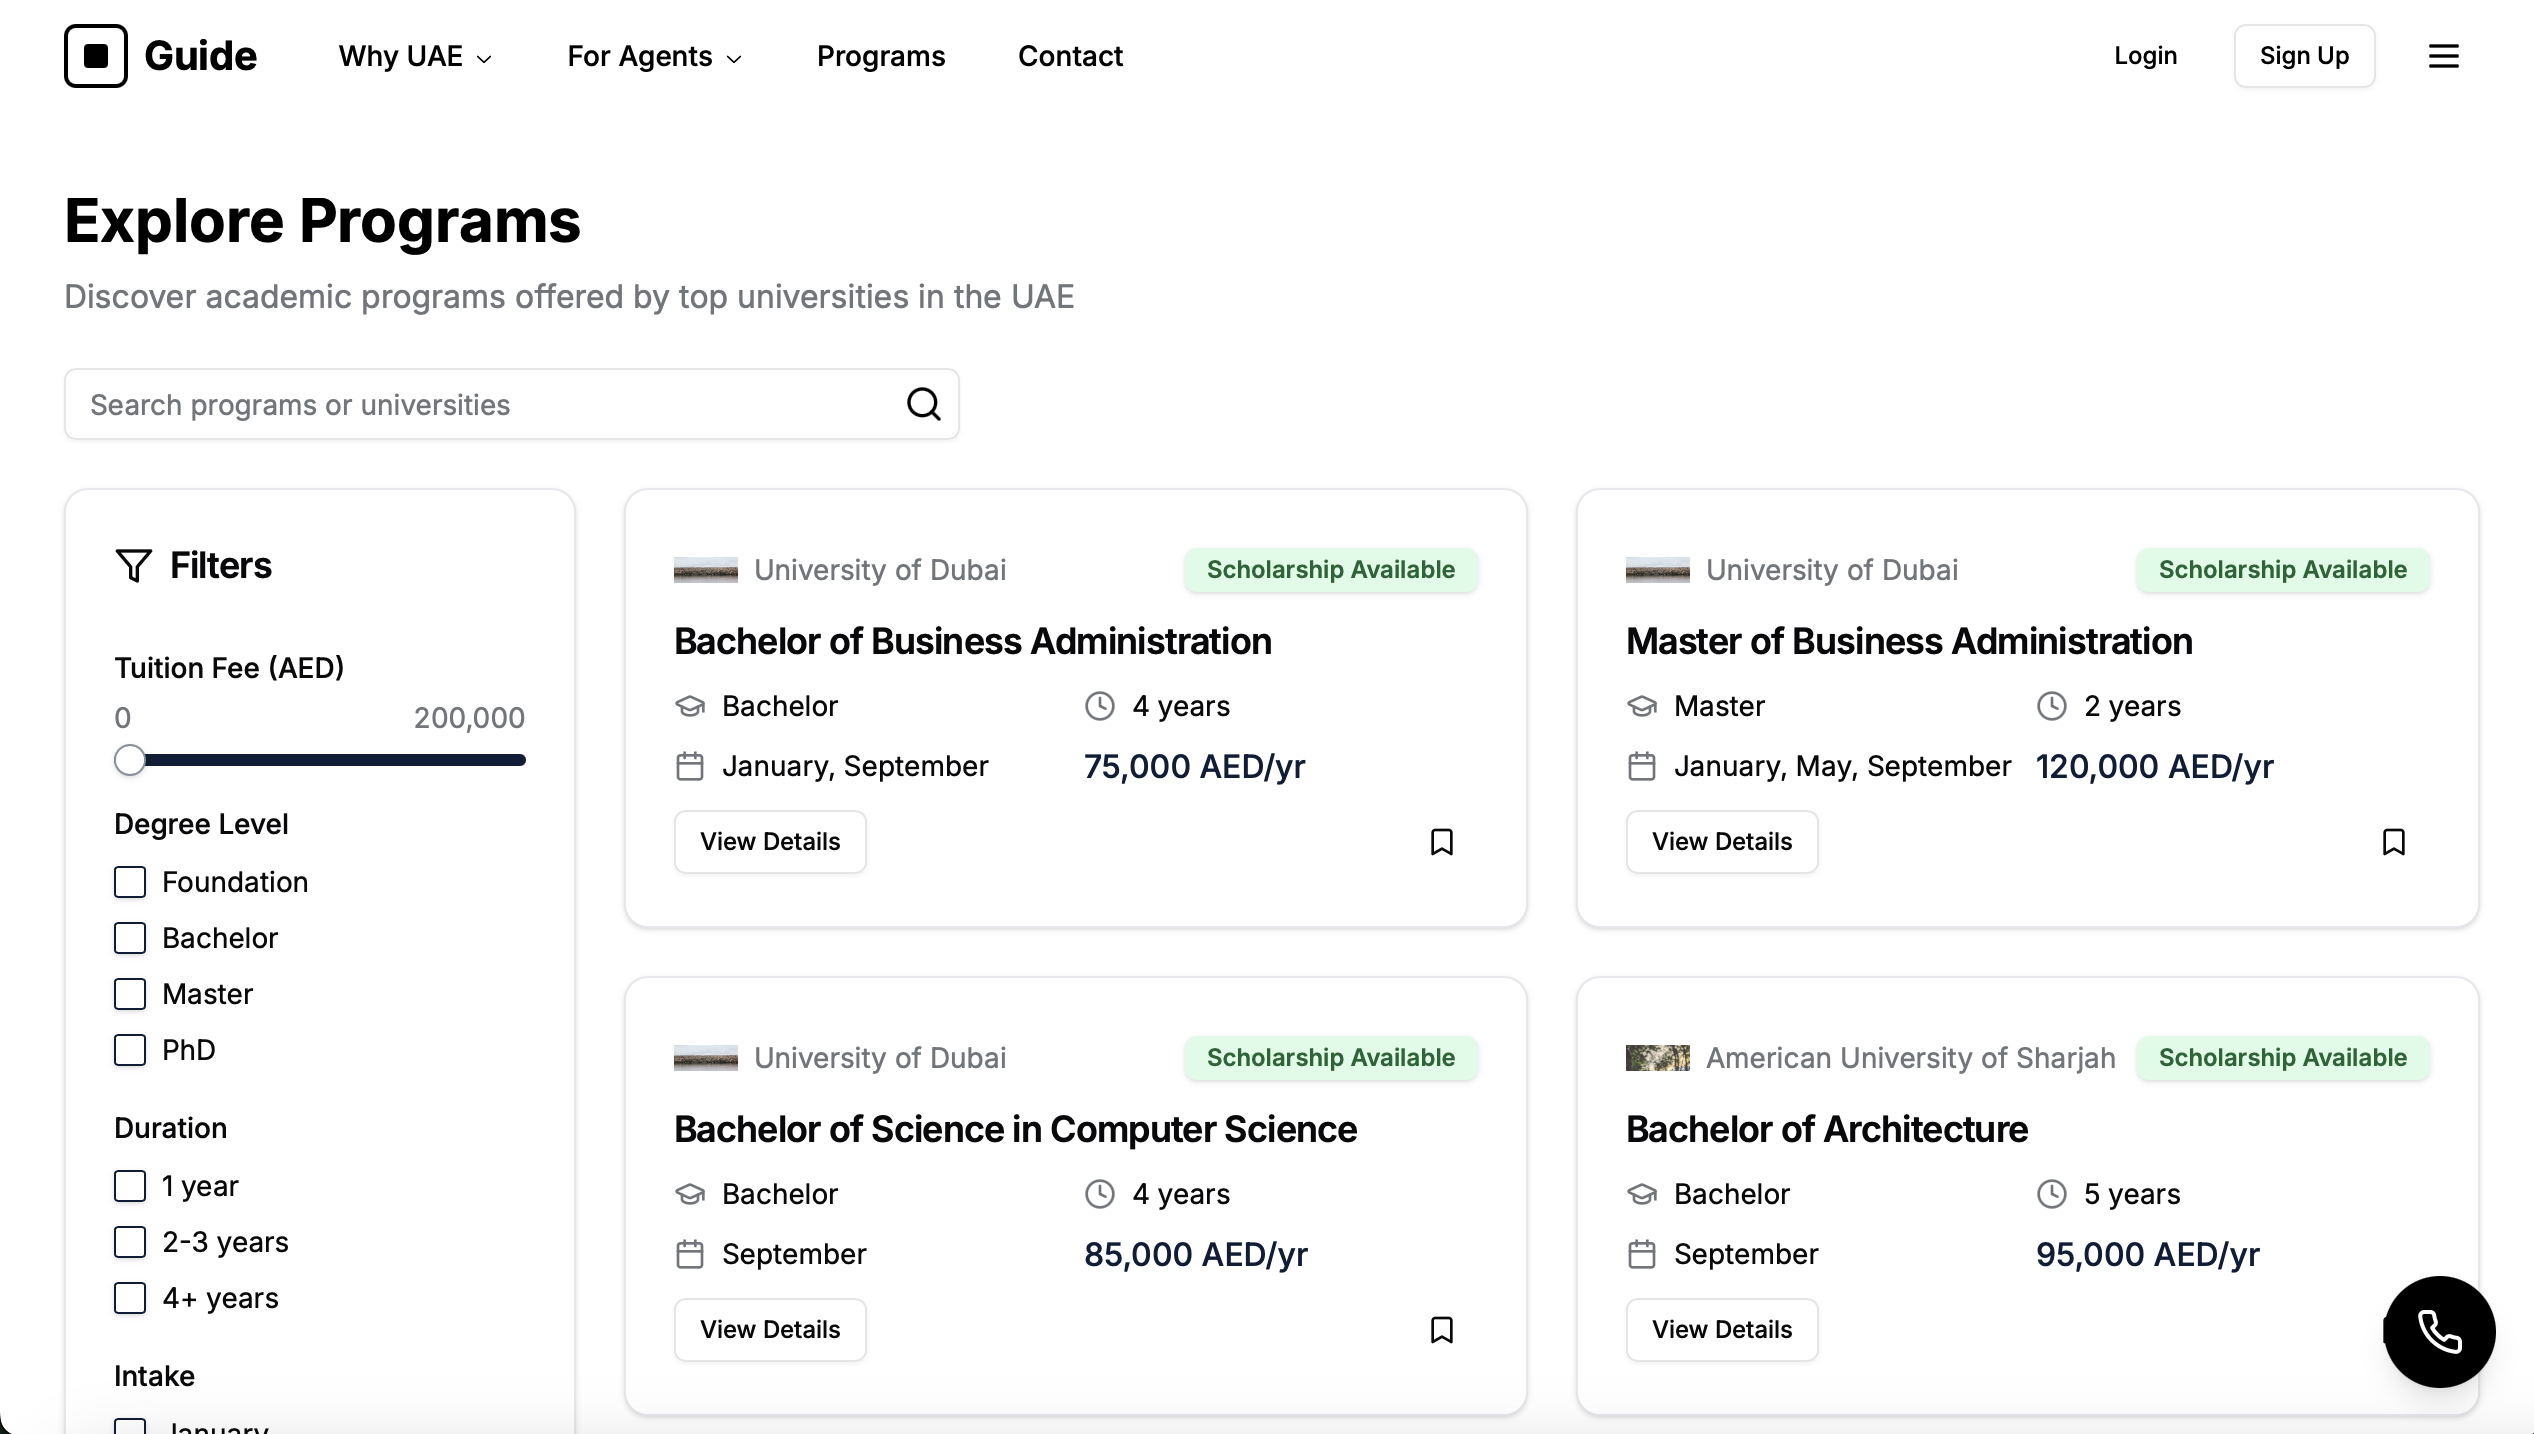 Guide
Why UAE
For Agents
Programs
Contact
Login
Sign Up
Explore Programs
Discover academic programs offered by top universities in the UAE
Search programs or universities
Filters
Tuition Fee (AED)
0 200,000
Degree Level
Foundation
Bachelor
Master
PhD
Duration
1 year
2-3 years
4+ years
Intake
January
University of Dubai
Scholarship Available
Bachelor of Business Administration
Bachelor
4 years
January, September
75,000 AED/yr
View Details
University of Dubai
Scholarship Available
Master of Business Administration
Master
2 years
January, May, September
120,000 AED/yr
View Details
University of Dubai
Scholarship Available
Bachelor of Science in Computer Science
Bachelor
4 years
September
85,000 AED/yr
View Details
American University of Sharjah
Scholarship Available
Bachelor of Architecture
Bachelor
5 years
September
95,000 AED/yr
View Details